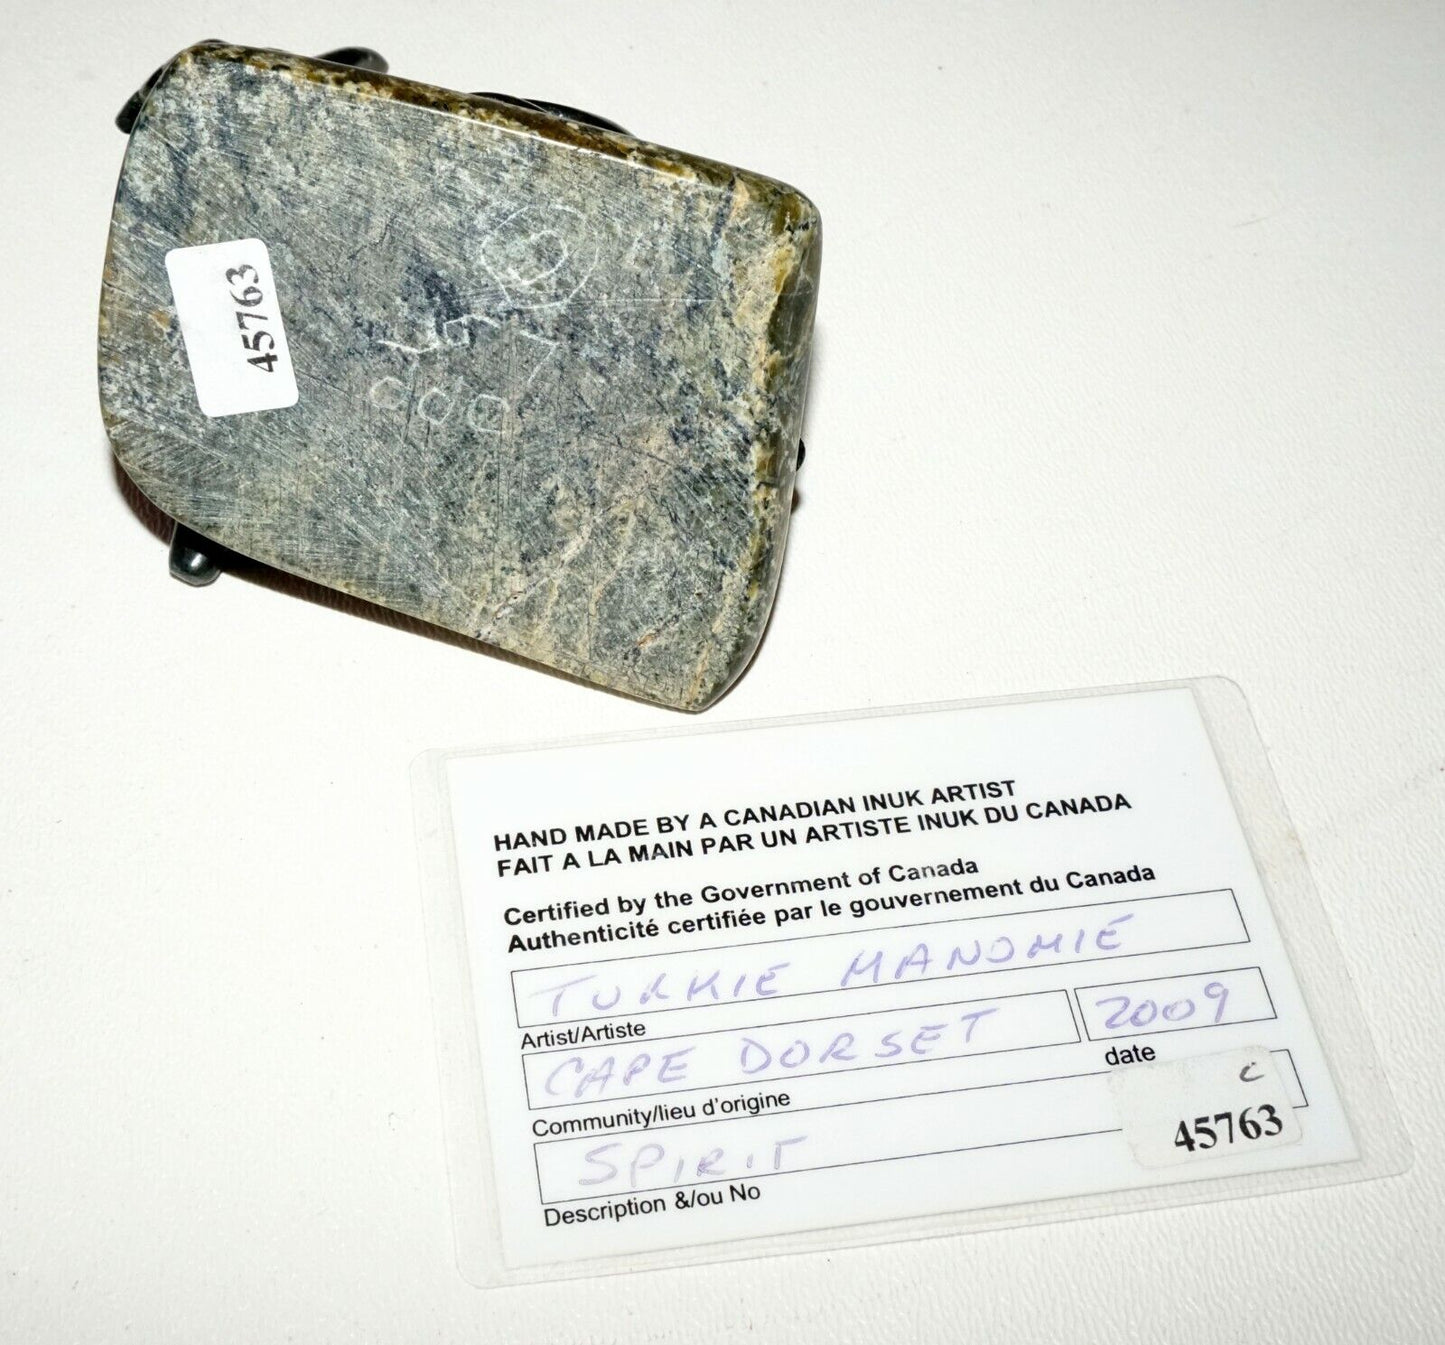 45763
HAND MADE BY A CANADIAN INUK ARTIST
FAIT A LA MAIN PAR UN ARTISTE INUK DU CANADA
Certified by the Government of Canada
Authenticité certifiée par le gouvernement du Canada
TUKKIE MANOMIE
Artist/Artiste
CAPE DORSET 2009
Community/lieu d'origine date
SPIRIT C
45763
Description &/ou No